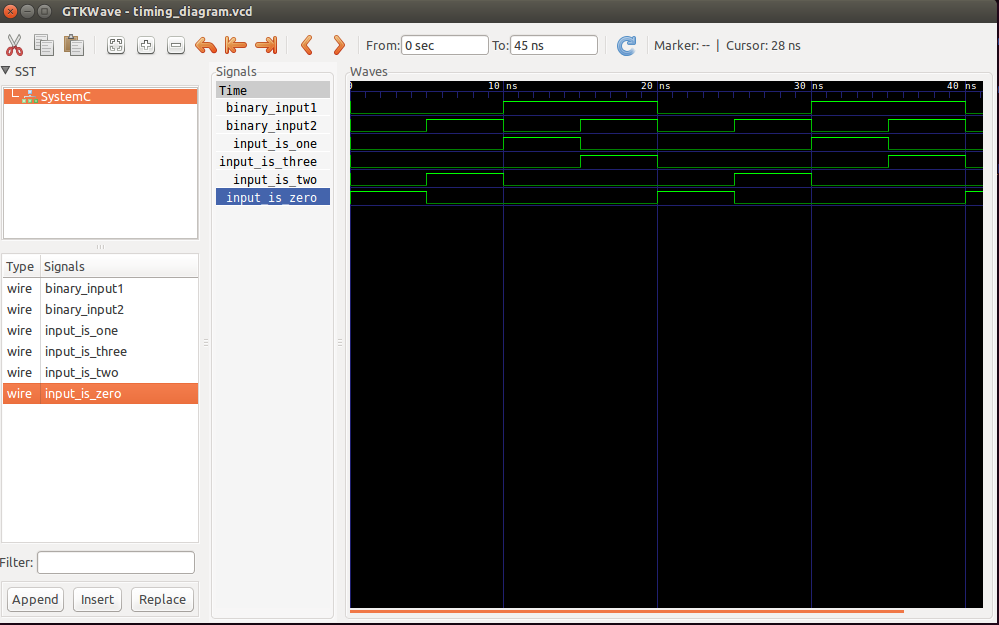 GTKWave - timing_diagram.vcd
From: 0 sec To: 45 ns Marker: -- | Cursor: 28 ns
SST
SystemC
Type Signals
wire binary_input1
wire binary_input2
wire input_is_one
wire input_is_three
wire input_is_two
wire input_is_zero
Filter:
Append Insert Replace
Signals
Time
binary_input1
binary_input2
input_is_one
input_is_three
input_is_two
input_is_zero
Waves
0 10 ns 20 ns 30 ns 40 ns